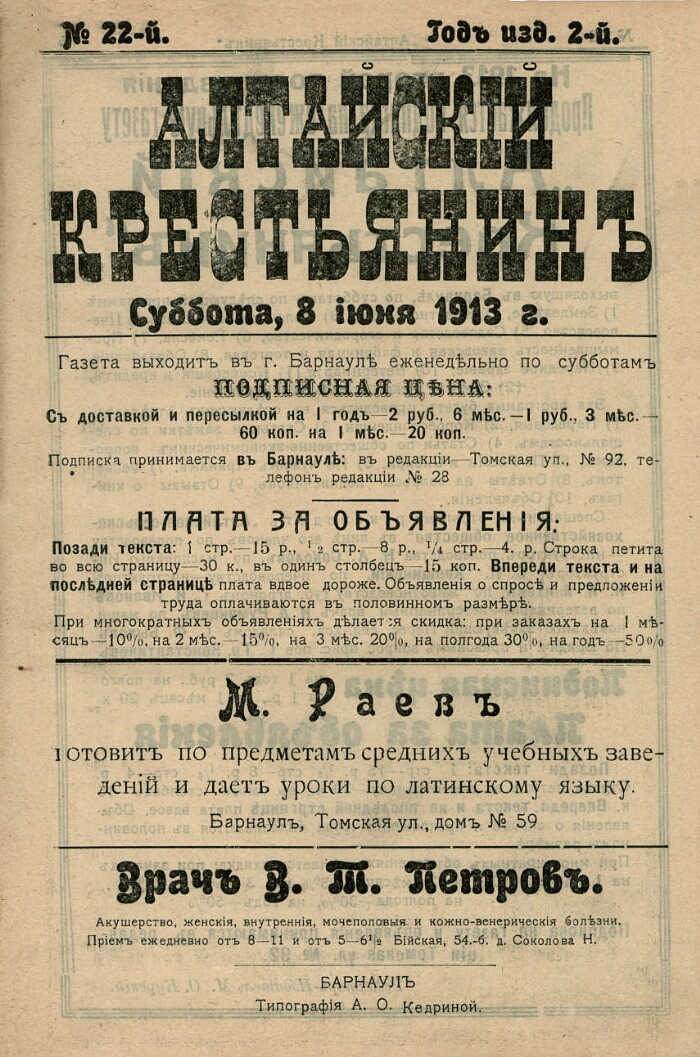 № 22-й. Годъ изд. 2-й.
АЛТАЙСКІЙ
КРЕСТЬЯНИНЪ
Суббота, 8 іюня 1913 г.
Газета выходитъ въ г. Барнаулѣ еженедѣльно по субботамъ
ПОДПИСНАЯ ЦѢНА:
Съ доставкой и пересылкой на 1 годъ—2 руб., 6 мѣс.—1 руб., 3 мѣс.—
60 коп. на 1 мѣс.—20 коп.
Подписка принимается въ Барнаулѣ: въ редакціи—Томская ул., № 92, те-
лефонъ редакціи № 28
ПЛАТА ЗА ОБЪЯВЛЕНІЯ:
Позади текста: 1 стр.—15 р., ½ стр.—8 р., ¼ стр.—4. р. Строка петита
во всю страницу—30 к., въ одинъ столбецъ—15 коп. Впереди текста и на
послѣдней страницѣ плата вдвое дороже. Объявленія о спросѣ и предложеніи
труда оплачиваются въ половинномъ размѣрѣ.
При многократныхъ объявленіяхъ дѣлается скидка: при заказахъ на 1 мѣ-
сяцъ—10%, на 2 мѣс.—15%, на 3 мѣс. 20%, на полгода 30%, на годъ—50%
М. Раевъ
готовитъ по предметамъ среднихъ учебныхъ заве-
деній и даетъ уроки по латинскому языку.
Барнаулъ, Томская ул., домъ № 59
Врачъ З. Т. Петровъ.
Акушерство, женскія, внутреннія, мочеполовыя и кожно-венерическія болѣзни.
Пріемъ ежедневно отъ 8—11 и отъ 5—6½ Бійская, 54.-б. д. Соколова Н.
БАРНАУЛЪ
Типографія А. О. Кедриной.